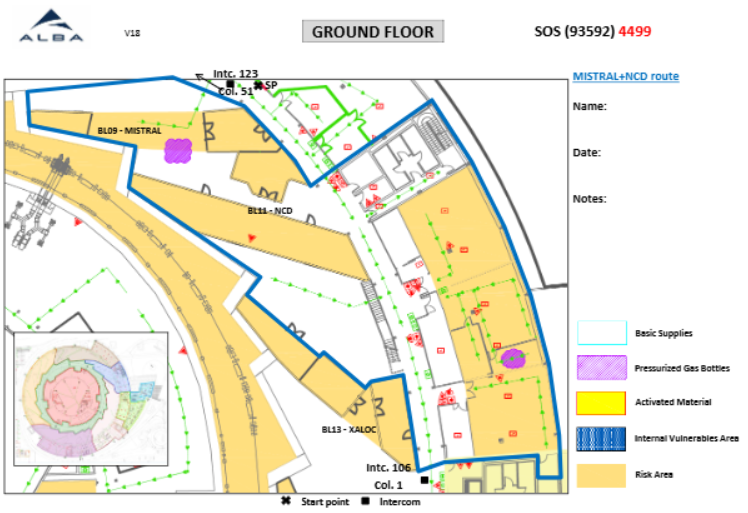 ALBA
V18
GROUND FLOOR
SOS (93592) 4499
MISTRAL+NCD route
Name:
Date:
Notes:
Intc. 123
Col. 51
SP
BL09 - MISTRAL
BL11 - NCD
BL13 - XALOC
Intc. 106
Col. 1
Basic Supplies
Pressurized Gas Bottles
Activated Material
Internal Vulnerables Area
Risk Area
Start point
Intercom